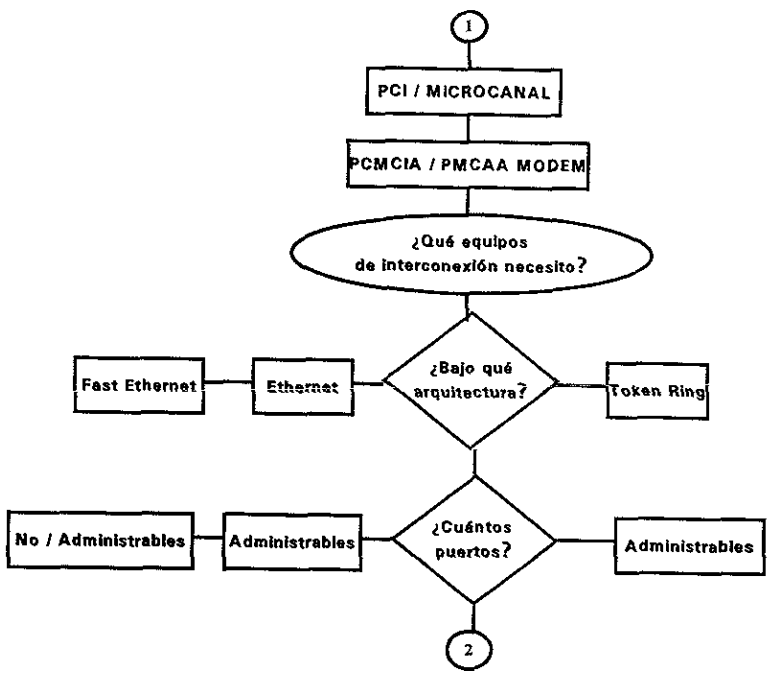 1
PCI / MICROCANAL
PCMCIA / PMCAA MODEM
¿Qué equipos
de interconexión necesito?
¿Bajo qué
arquitectura?
Fast Ethernet
Ethernet
Token Ring
¿Cuántos
puertos?
No / Administrables
Administrables
Administrables
2